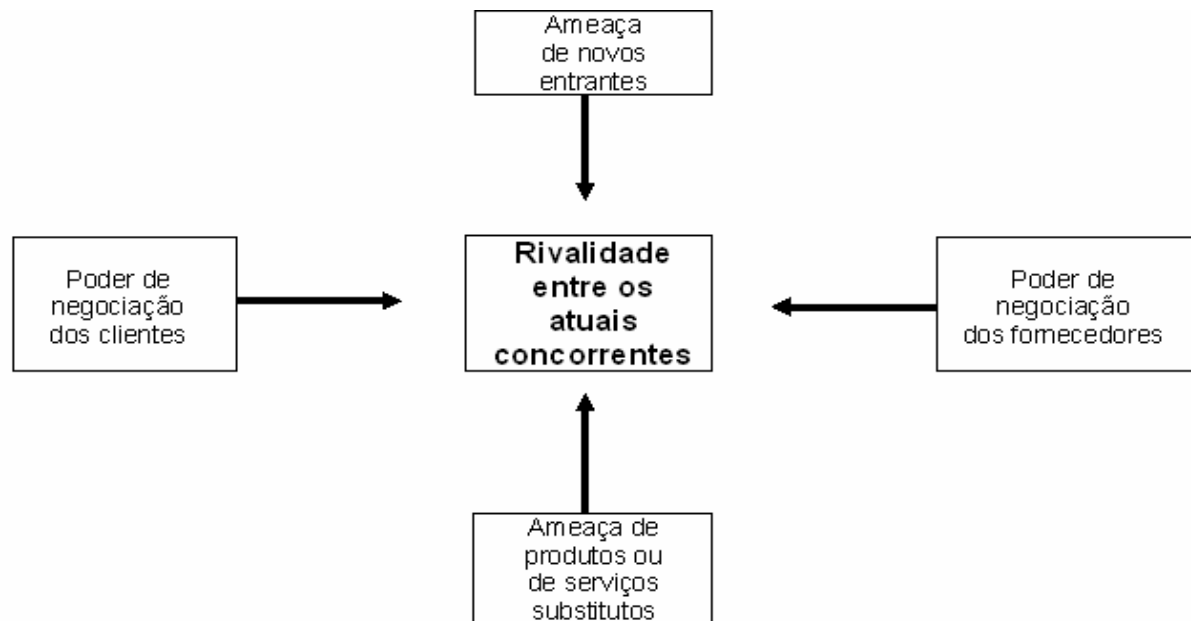 Ameaça
de novos
entrantes
Poder de
negociação
dos clientes
Rivalidade
entre os
atuais
concorrentes
Poder de
negociação
dos fornecedores
Ameaça de
produtos ou
de serviços
substitutos